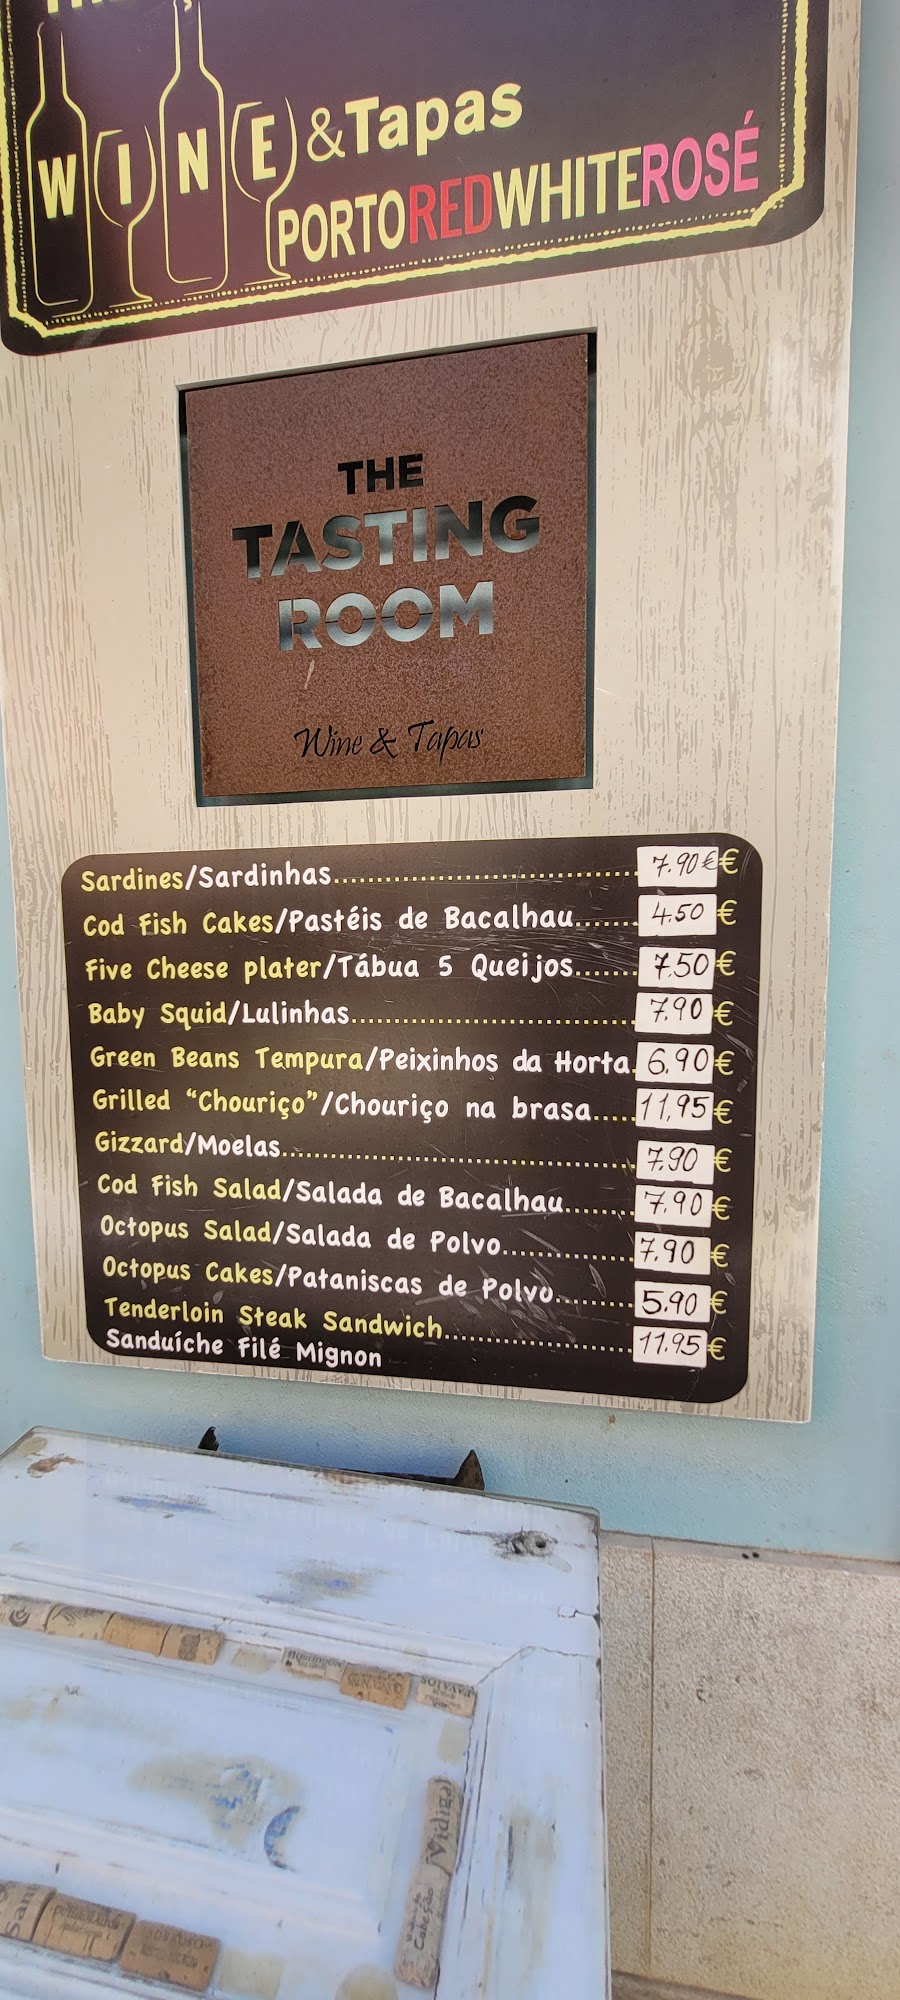 WINE &Tapas
PORTOREDWHITEROSÉ
THE
TASTING
ROOM
Wine & Tapas
Sardines/Sardinhas................................ 7.90€€
Cod Fish Cakes/Pastéis de Bacalhau...... 4.50€
Five Cheese plater/Tábua 5 Queijos...... 7.50€
Baby Squid/Lulinhas.............................. 7.90€
Green Beans Tempura/Peixinhos da Horta. 6.90€
Grilled “Chouriço”/Chouriço na brasa..... 11,95€
Gizzard/Moelas...................................... 7.90€
Cod Fish Salad/Salada de Bacalhau....... 7.90€
Octopus Salad/Salada de Polvo.............. 7.90€
Octopus Cakes/Pataniscas de Polvo........ 5.90€
Tenderloin Steak Sandwich.................... 11.95€
Sanduíche Filé Mignon
Vidigal